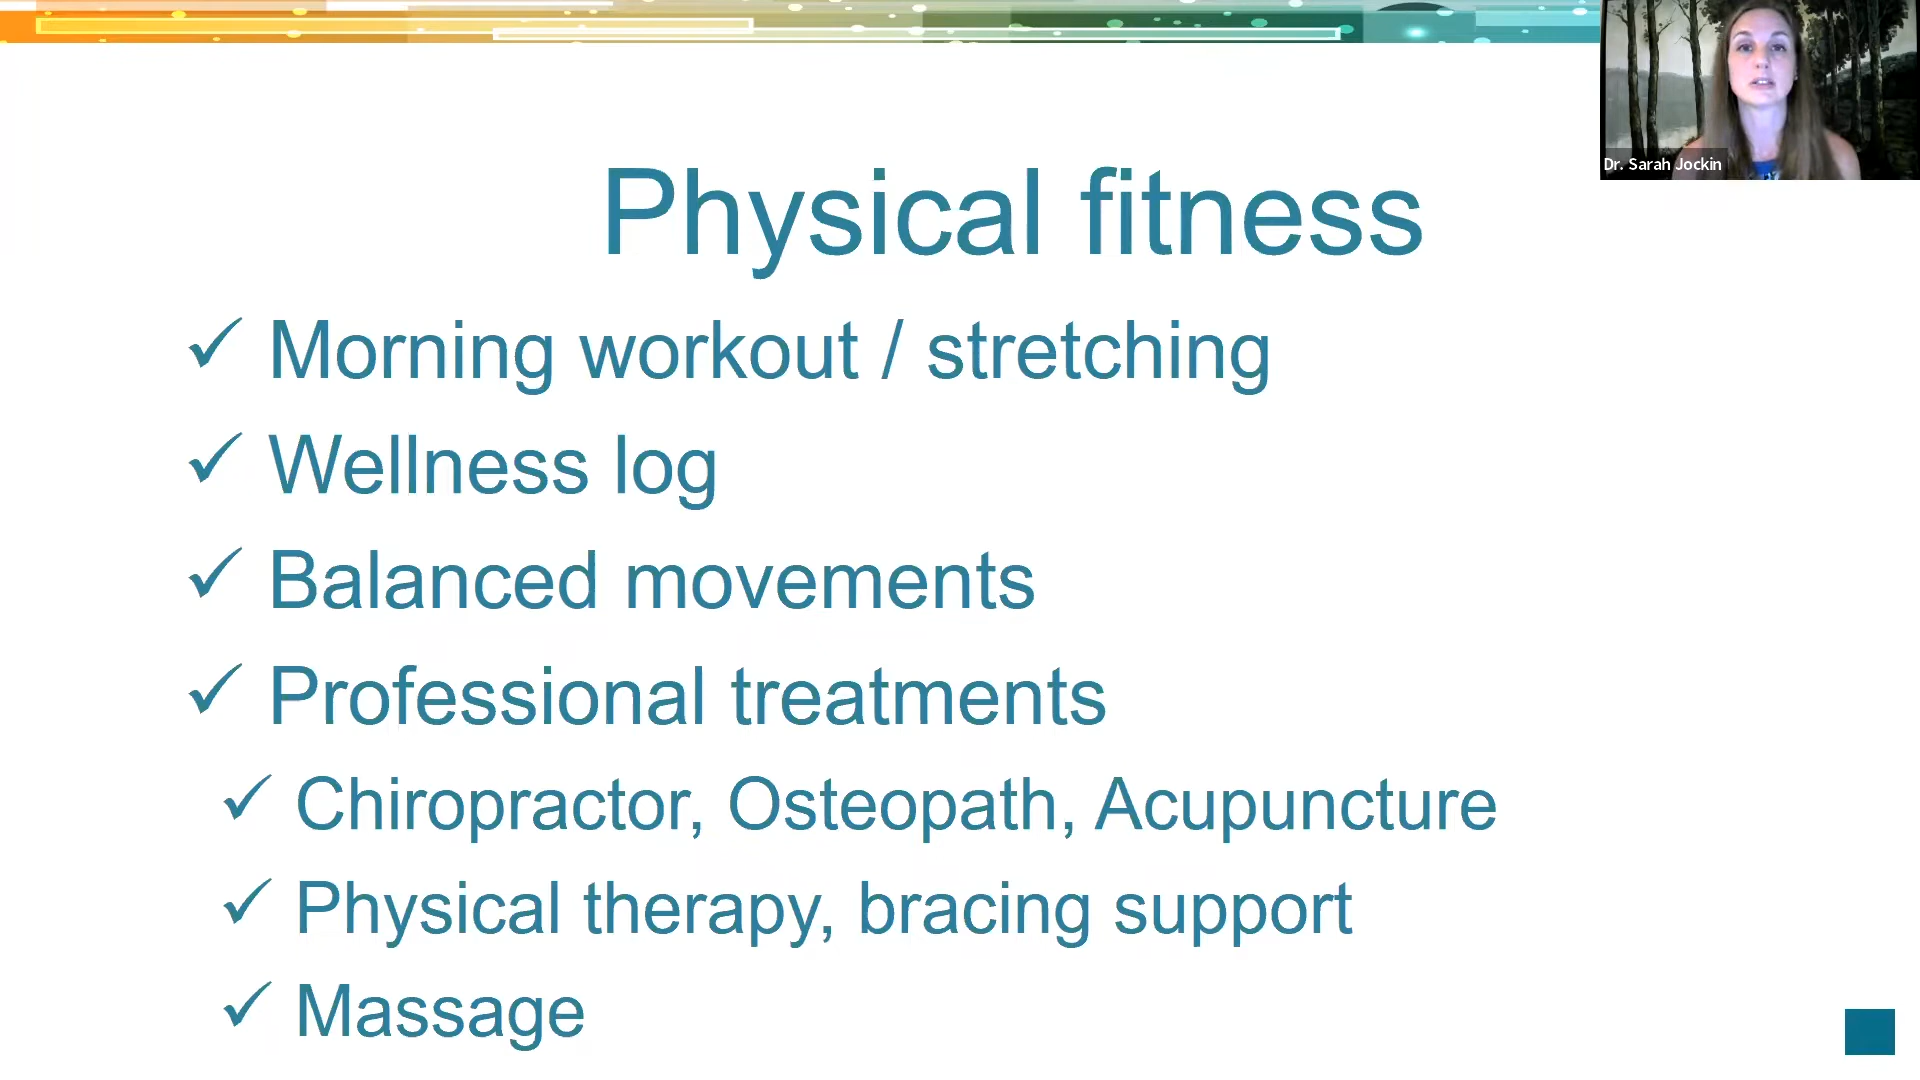 Dr. Sarah Jockin
Physical fitness
✓ Morning workout / stretching
✓ Wellness log
✓ Balanced movements
✓ Professional treatments
✓ Chiropractor, Osteopath, Acupuncture
✓ Physical therapy, bracing support
✓ Massage